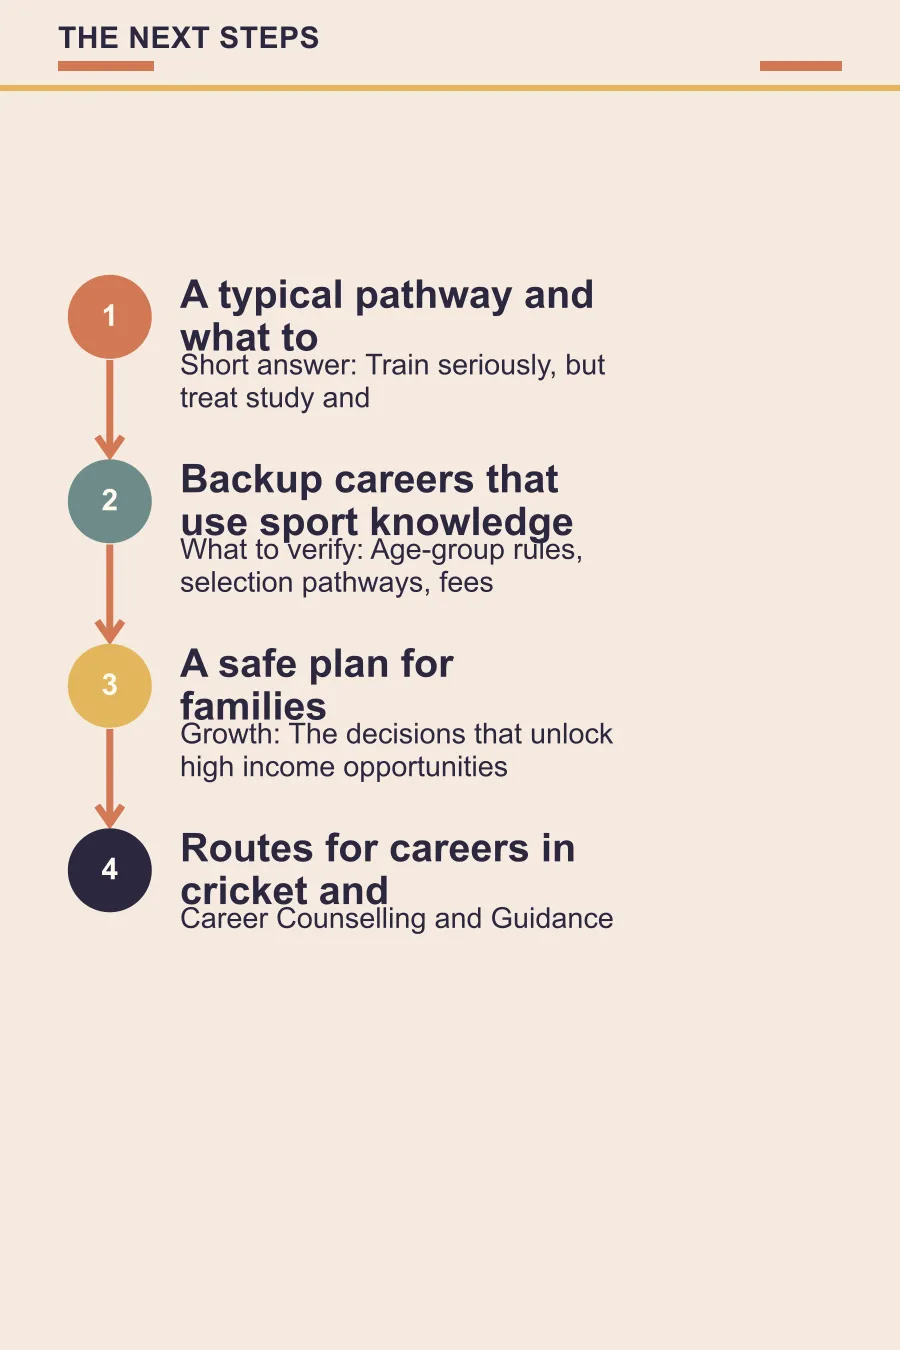 THE NEXT STEPS
1
A typical pathway and
what to
Short answer: Train seriously, but
treat study and
2
Backup careers that
use sport knowledge
What to verify: Age-group rules,
selection pathways, fees
3
A safe plan for
families
Growth: The decisions that unlock
high income opportunities
4
Routes for careers in
cricket and
Career Counselling and Guidance